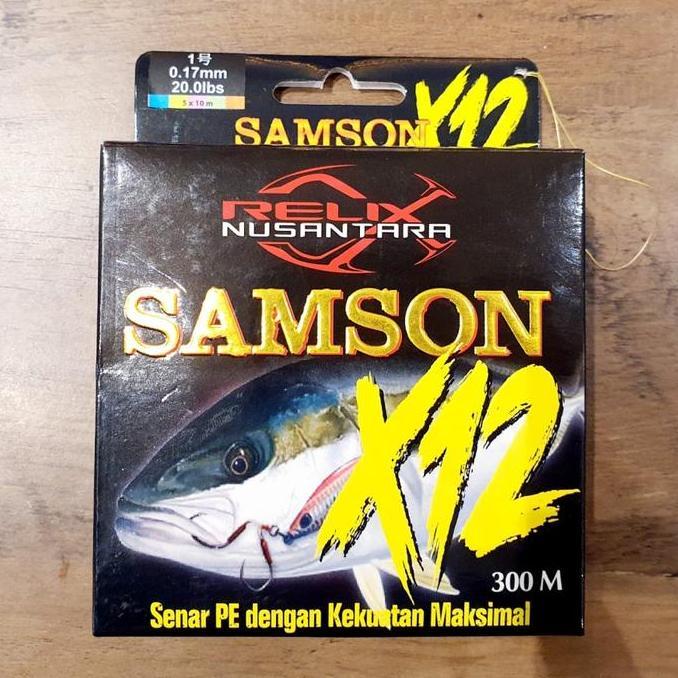 1号
0.17mm
20.0lbs
5 x 10 m
SAMSON X12
RELIX
NUSANTARA
SAMSON
X12
300 M
Senar PE dengan Kekuatan Maksimal